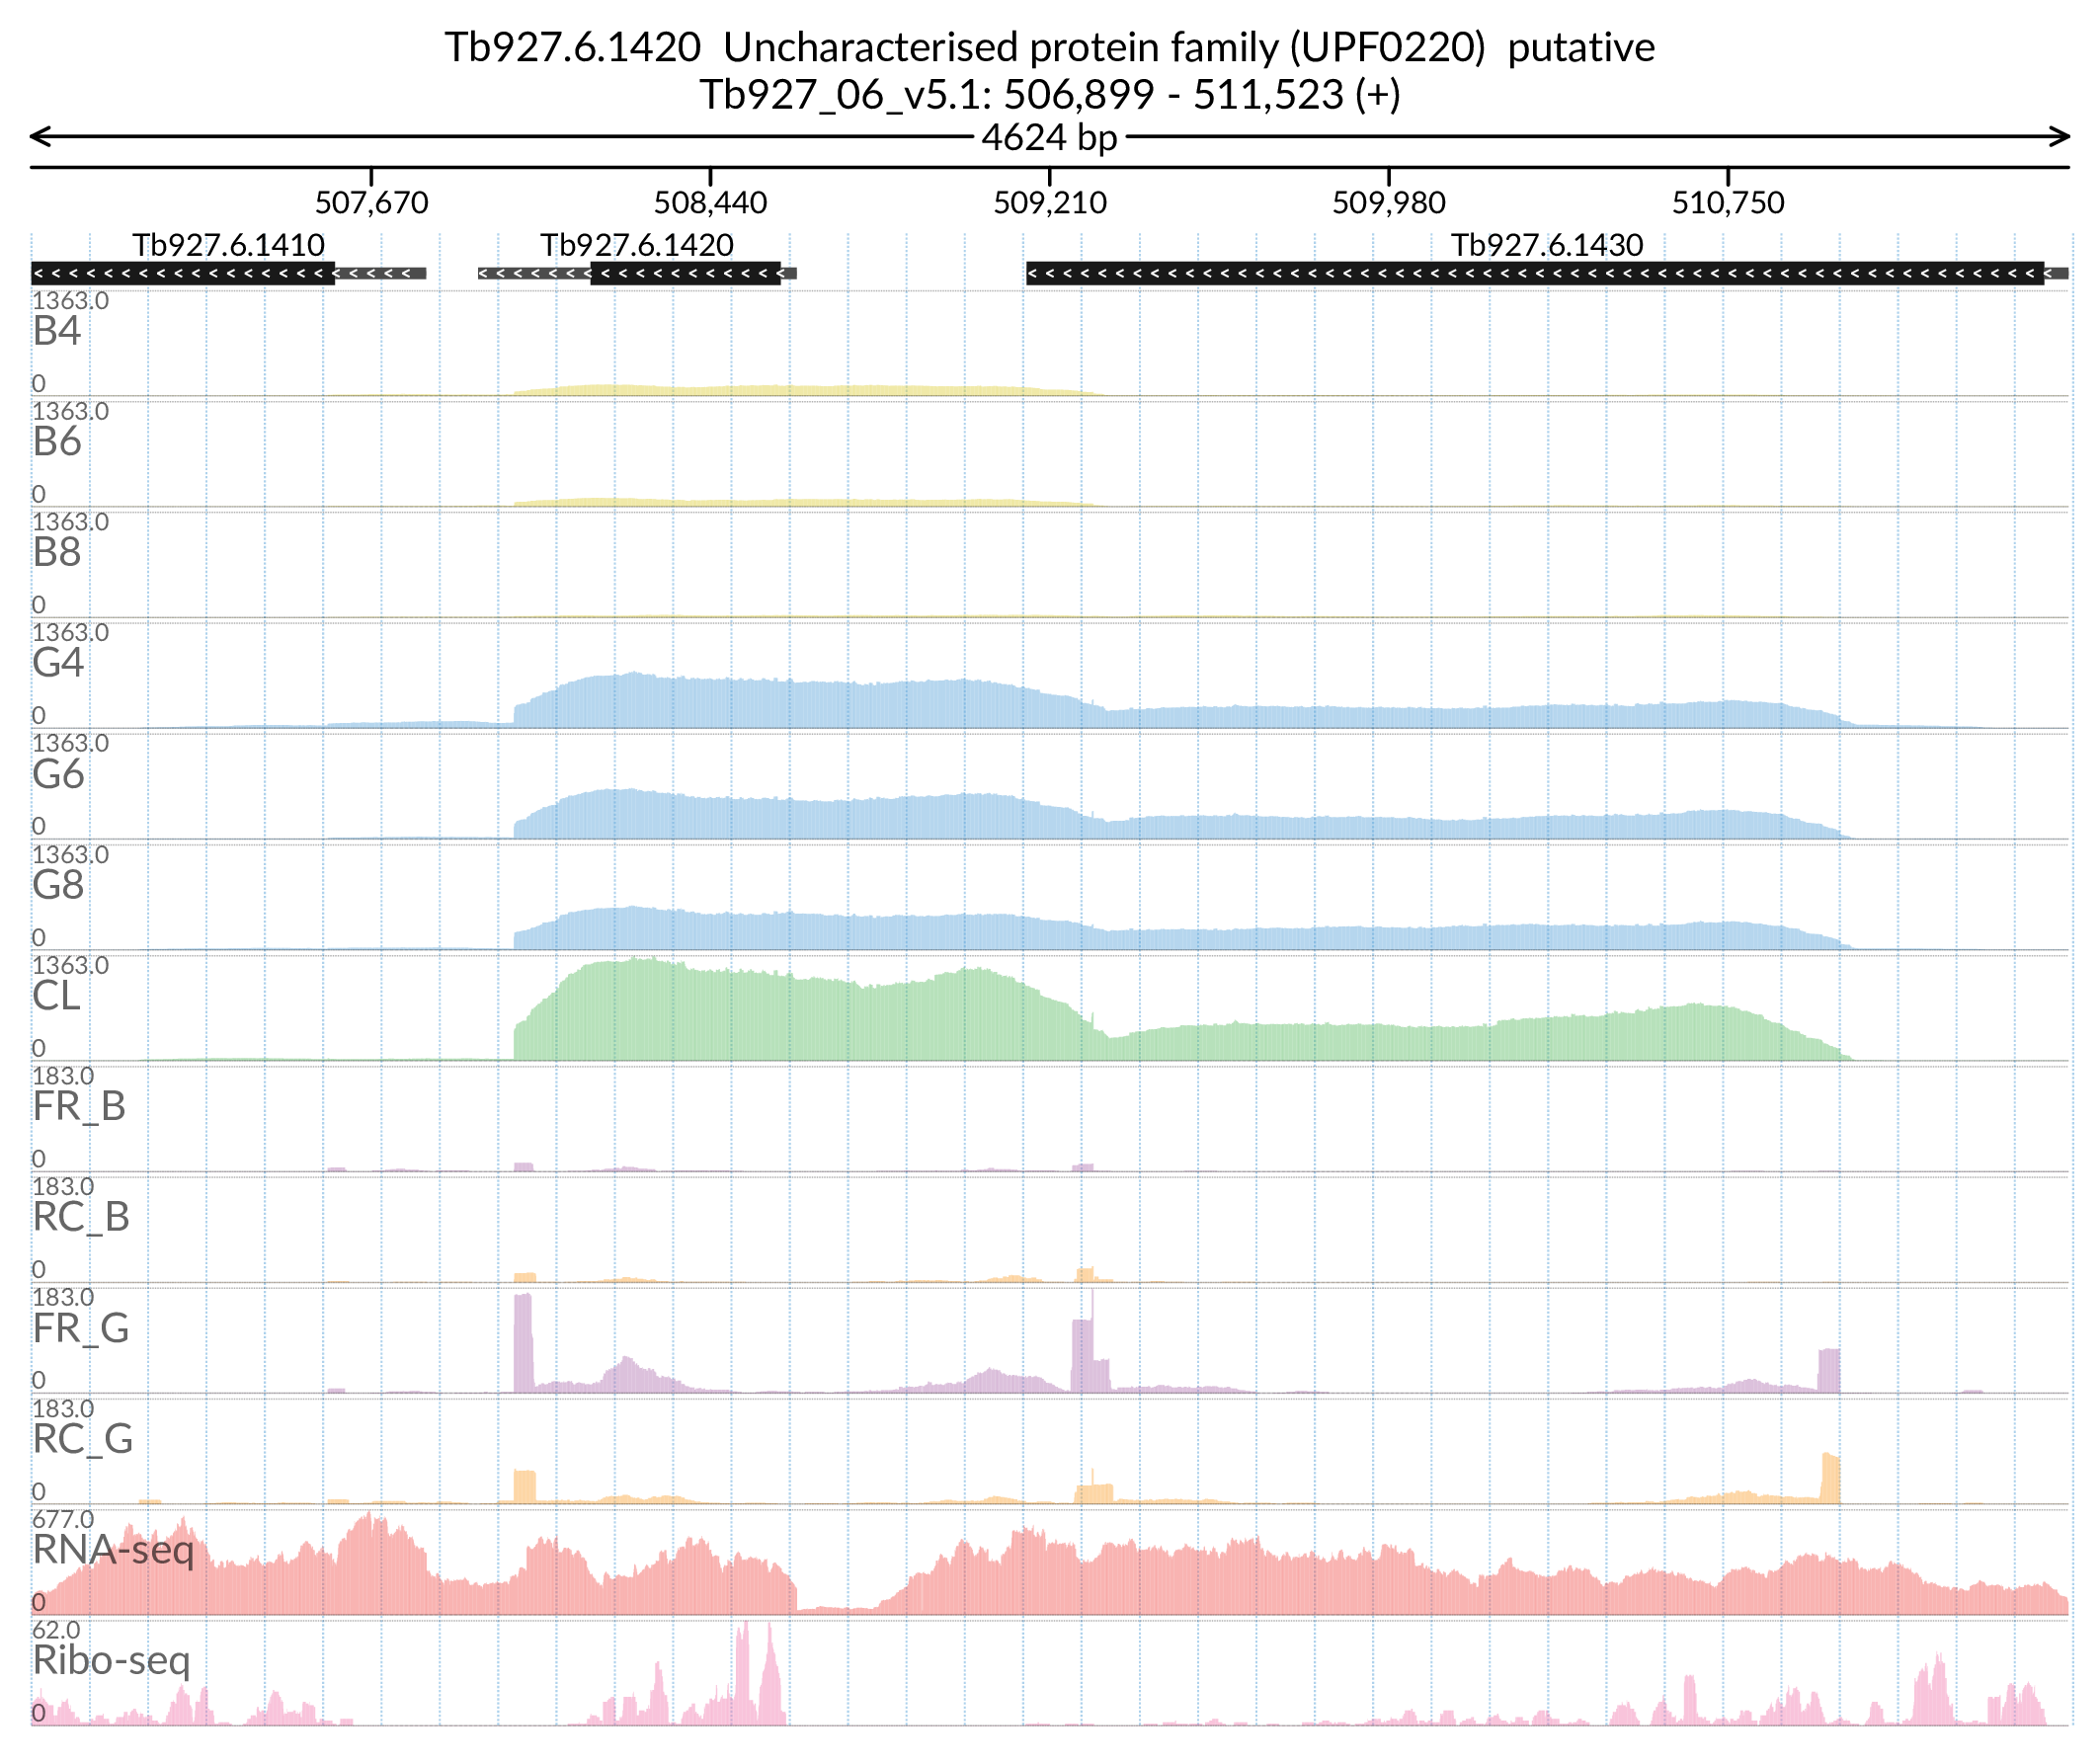 Tb927.6.1420  Uncharacterised protein family (UPF0220)  putative
Tb927_06_v5.1: 506,899 - 511,523 (+)
4624 bp
507,670 508,440 509,210 509,980 510,750
Tb927.6.1410 Tb927.6.1420 Tb927.6.1430
1363.0
B4
0
1363.0
B6
0
1363.0
B8
0
1363.0
G4
0
1363.0
G6
0
1363.0
G8
0
1363.0
CL
0
183.0
FR_B
0
183.0
RC_B
0
183.0
FR_G
0
183.0
RC_G
0
677.0
RNA-seq
0
62.0
Ribo-seq
0